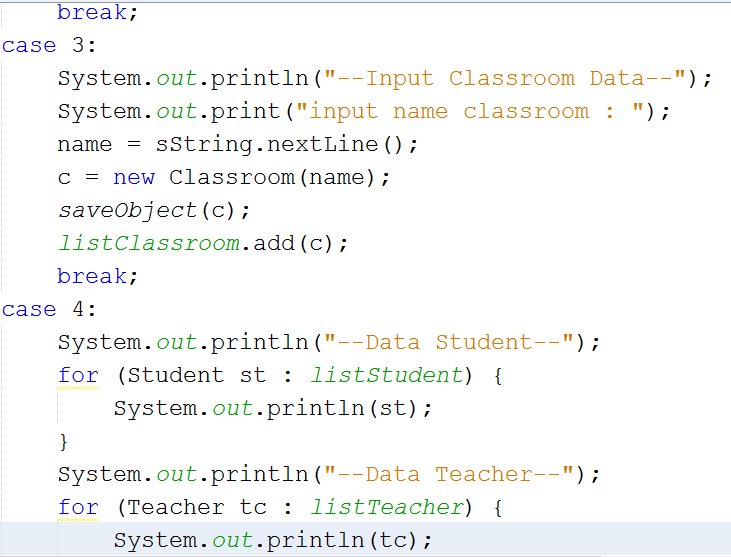 break;
case 3:
System.out.println("--Input Classroom Data--");
System.out.print("input name classroom : ");
name = sString.nextLine();
c = new Classroom(name);
saveObject(c);
listClassroom.add(c);
break;
case 4:
System.out.println("--Data Student--");
for (Student st : listStudent) {
System.out.println(st);
}
System.out.println("--Data Teacher--");
for (Teacher tc : listTeacher) {
System.out.println(tc);